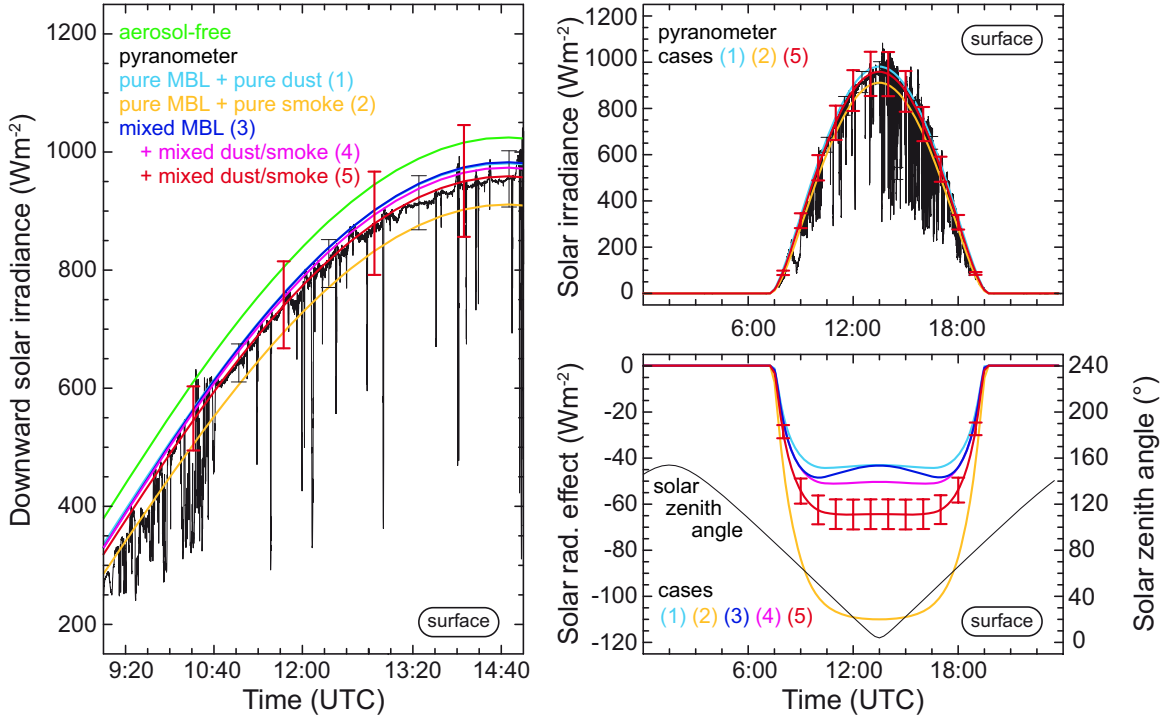 1200
1000
800
600
400
200
Downward solar irradiance (Wm-2)
aerosol-free
pyranometer
pure MBL + pure dust (1)
pure MBL + pure smoke (2)
mixed MBL (3)
+ mixed dust/smoke (4)
+ mixed dust/smoke (5)
surface
9:20 10:40 12:00 13:20 14:40
Time (UTC)
1200
1000
800
600
400
200
0
Solar irradiance (Wm-2)
pyranometer
cases (1) (2) (5)
surface
6:00 12:00 18:00
0
-20
-40
-60
-80
-100
-120
Solar rad. effect (Wm-2)
240
200
160
120
80
40
0
Solar zenith angle (°)
solar
zenith
angle
cases
(1) (2) (3) (4) (5)
surface
6:00 12:00 18:00
Time (UTC)